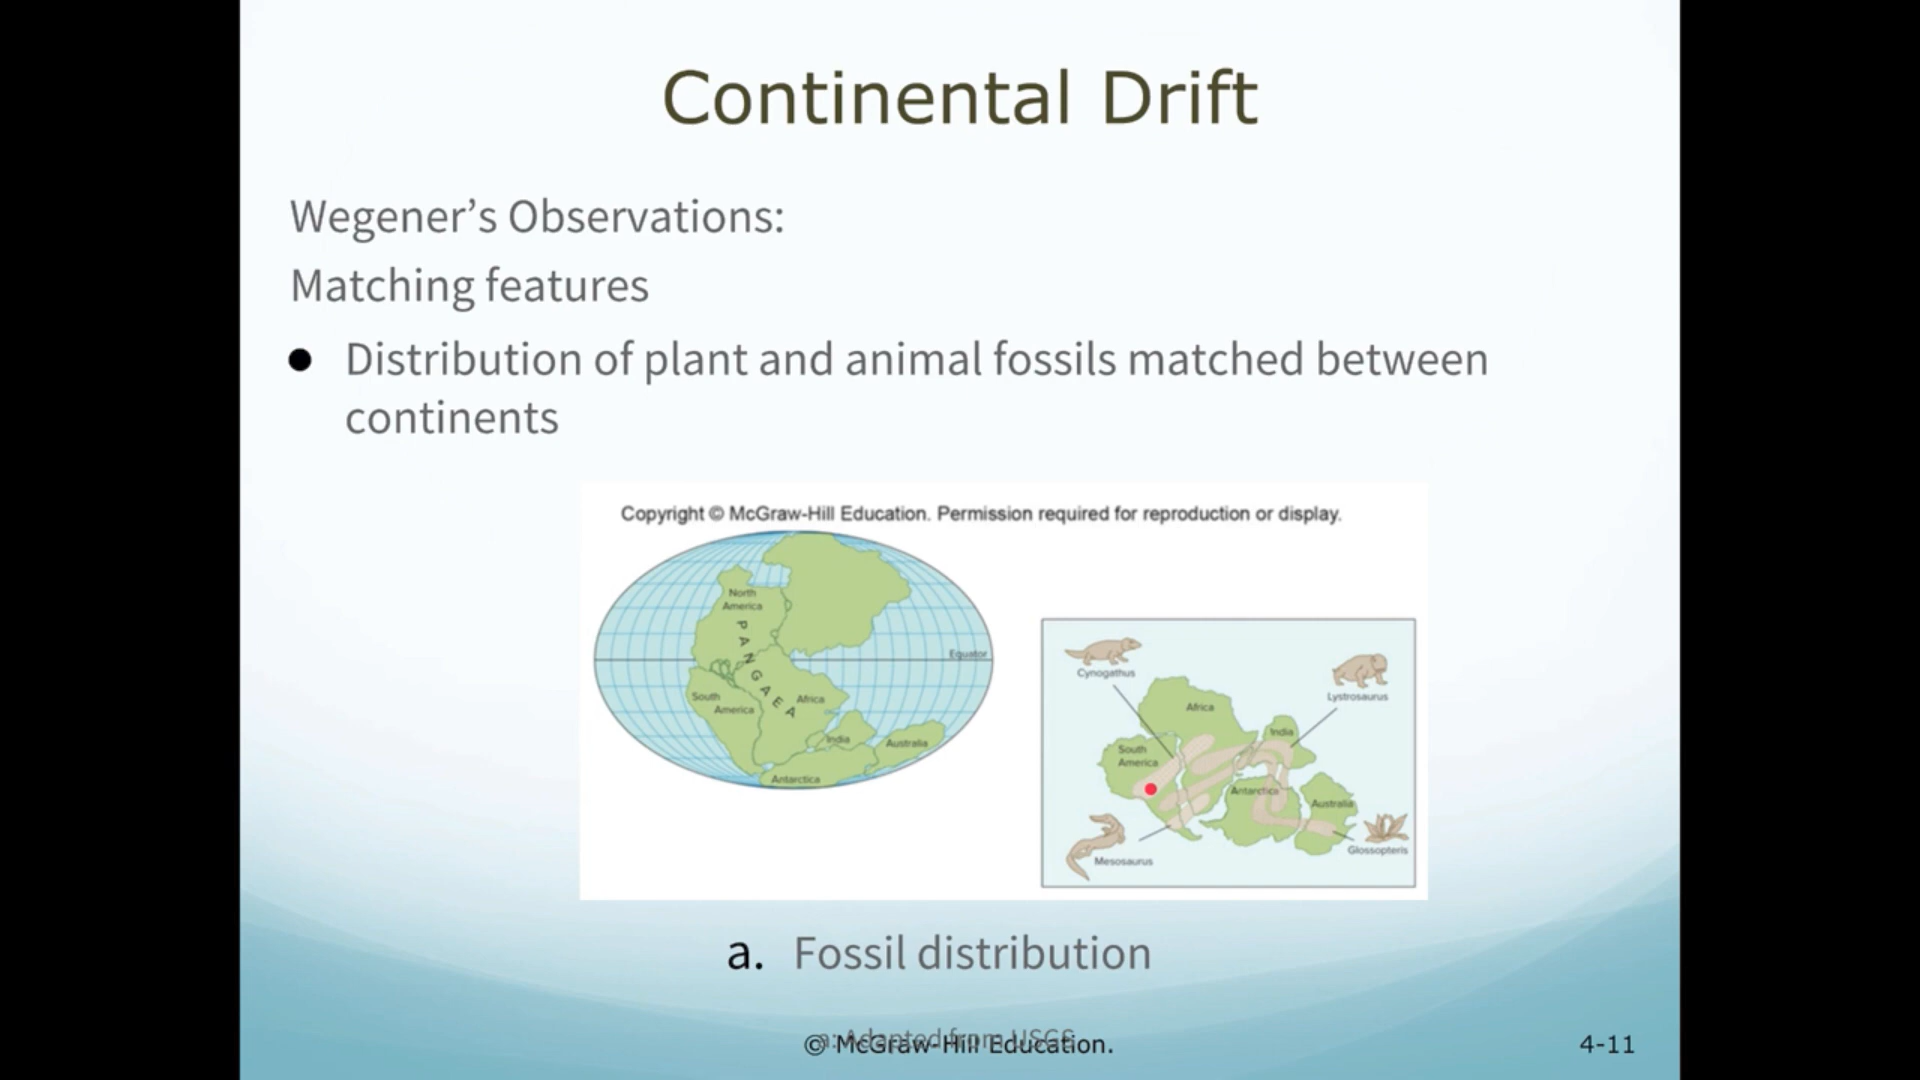 Continental Drift
Wegener’s Observations:
Matching features
● Distribution of plant and animal fossils matched between
continents
Copyright © McGraw-Hill Education. Permission required for reproduction or display.
North
America
PANGAEA
Equator
South
America
Africa
India
Australia
Antarctica
Cynogathus
Lystrosaurus
Africa
India
South
America
Antarctica
Australia
Glossopteris
Mesosaurus
a. Fossil distribution
a: Adapted from USGS.
© McGraw-Hill Education.
4-11